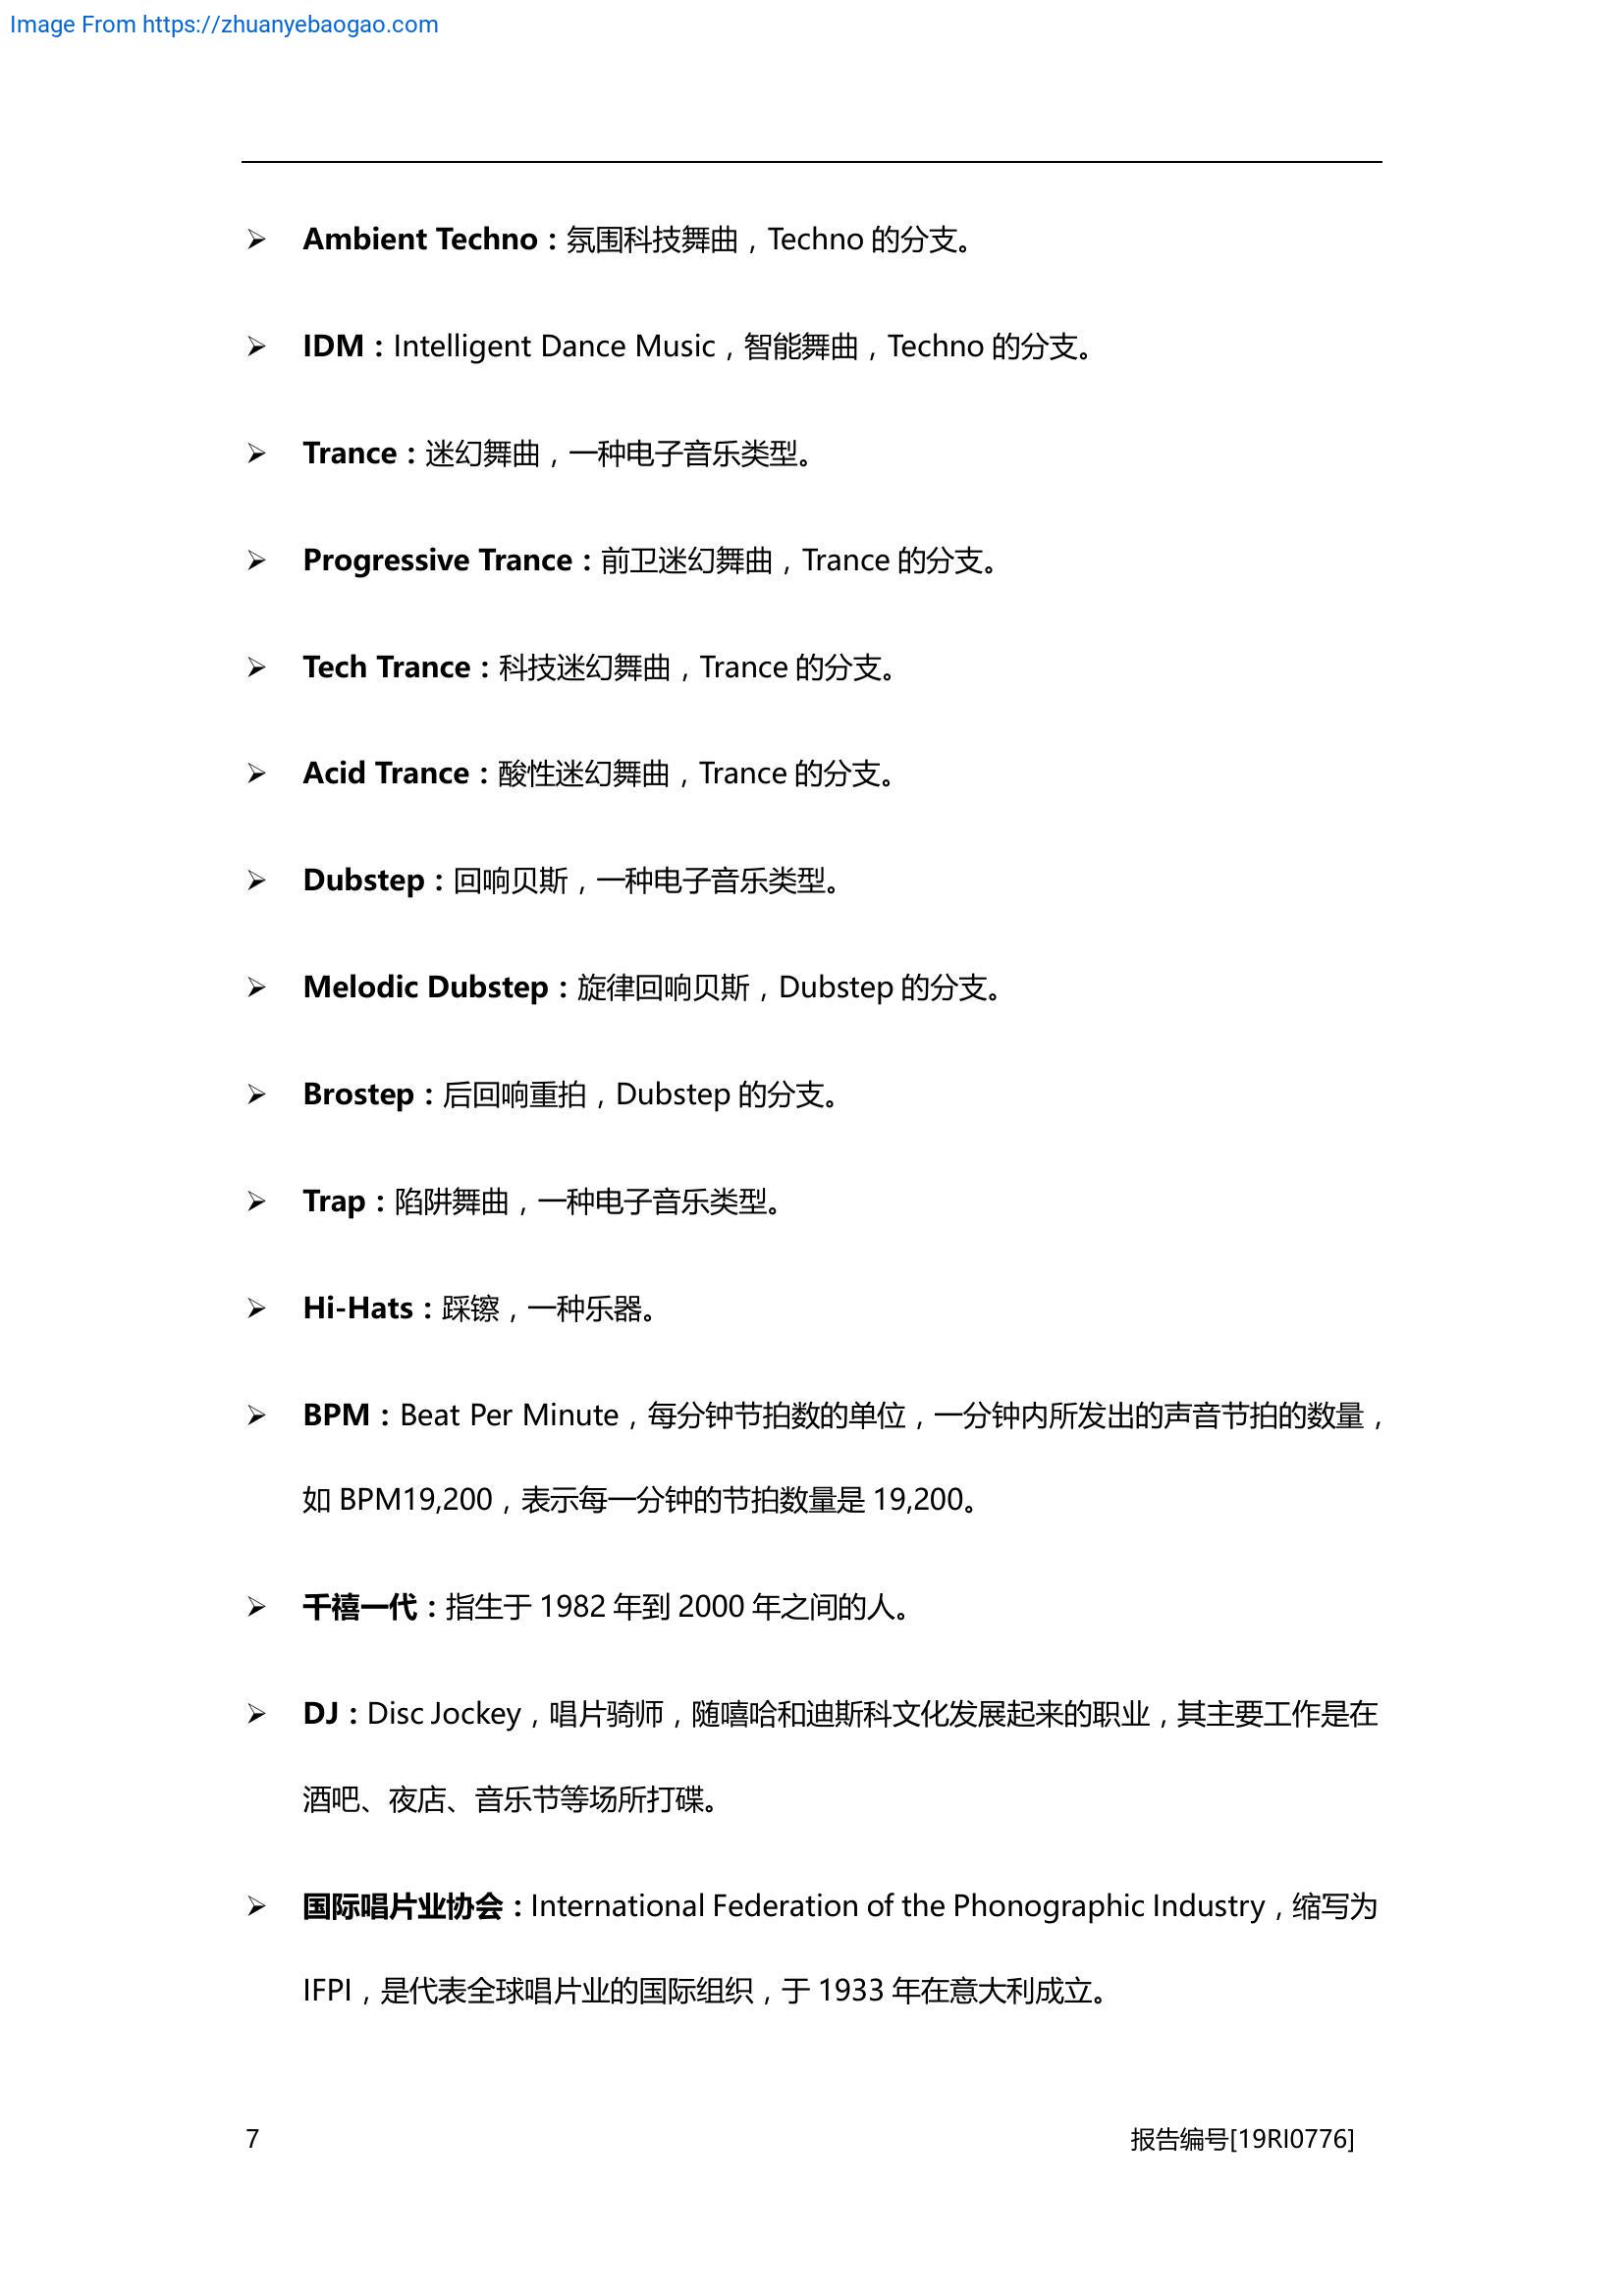 Image From https://zhuanyebaogao.com
➢ Ambient Techno：氛围科技舞曲，Techno 的分支。
➢ IDM：Intelligent Dance Music，智能舞曲，Techno 的分支。
➢ Trance：迷幻舞曲，一种电子音乐类型。
➢ Progressive Trance：前卫迷幻舞曲，Trance 的分支。
➢ Tech Trance：科技迷幻舞曲，Trance 的分支。
➢ Acid Trance：酸性迷幻舞曲，Trance 的分支。
➢ Dubstep：回响贝斯，一种电子音乐类型。
➢ Melodic Dubstep：旋律回响贝斯，Dubstep 的分支。
➢ Brostep：后回响重拍，Dubstep 的分支。
➢ Trap：陷阱舞曲，一种电子音乐类型。
➢ Hi-Hats：踩镲，一种乐器。
➢ BPM：Beat Per Minute，每分钟节拍数的单位，一分钟内所发出的声音节拍的数量，
如 BPM19,200，表示每一分钟的节拍数量是 19,200。
➢ 千禧一代：指生于 1982 年到 2000 年之间的人。
➢ DJ：Disc Jockey，唱片骑师，随嘻哈和迪斯科文化发展起来的职业，其主要工作是在
酒吧、夜店、音乐节等场所打碟。
➢ 国际唱片业协会：International Federation of the Phonographic Industry，缩写为
IFPI，是代表全球唱片业的国际组织，于 1933 年在意大利成立。
7 报告编号[19RI0776]